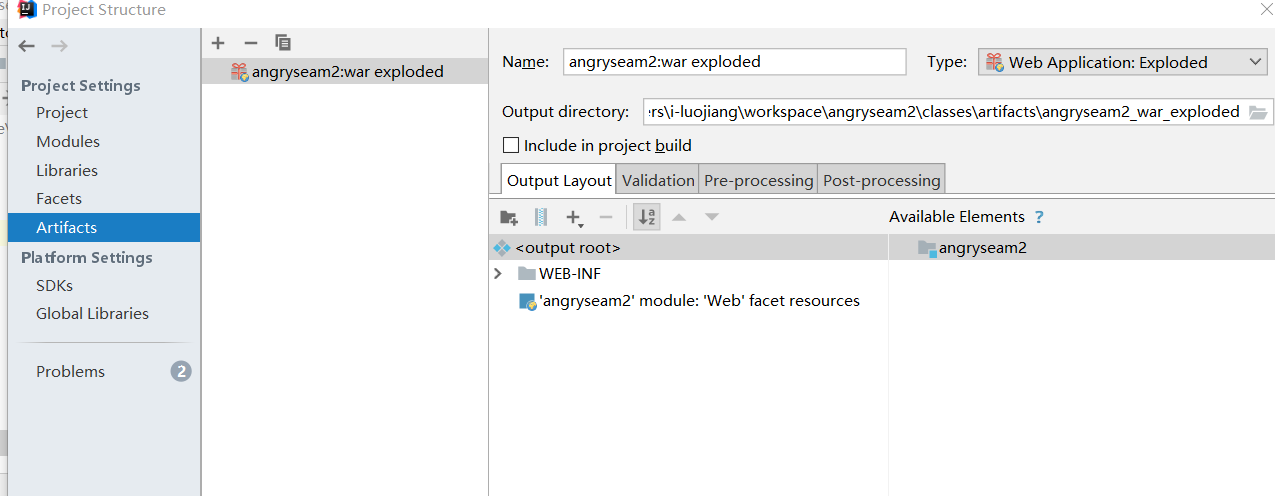 Project Structure
Project Settings
Project
Modules
Libraries
Facets
Artifacts
Platform Settings
SDKs
Global Libraries
Problems 2
angryseam2:war exploded
Name: angryseam2:war exploded Type: Web Application: Exploded
Output directory: ers\i-luojiang\workspace\angryseam2\classes\artifacts\angryseam2_war_exploded
Include in project build
Output Layout Validation Pre-processing Post-processing
Available Elements ?
<output root>
WEB-INF
'angryseam2' module: 'Web' facet resources
angryseam2